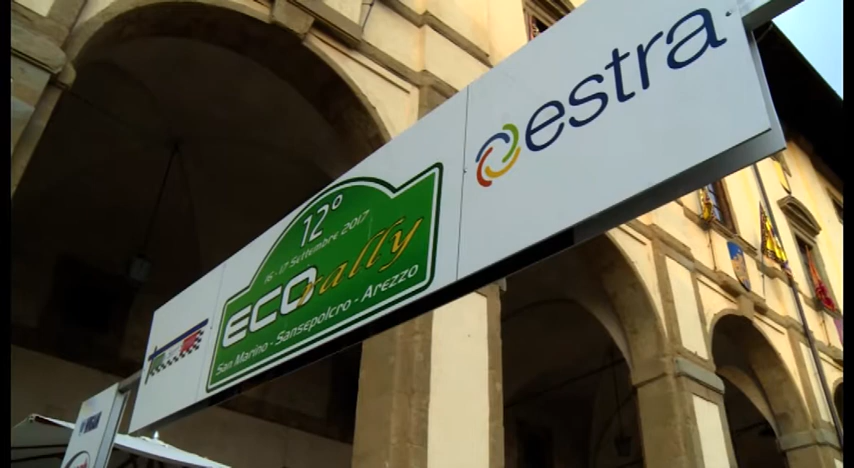 estra
12°
16 - 17 Settembre 2017
ECOrally
San Marino - Sansepolcro - Arezzo